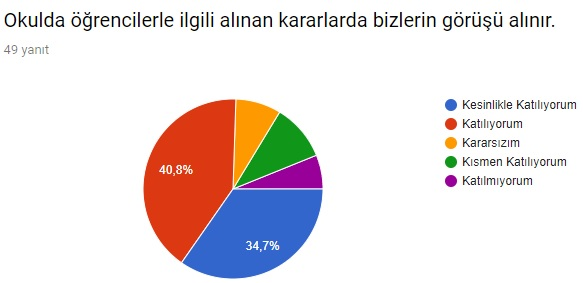 Okulda öğrencilerle ilgili alınan kararlarda bizlerin görüşü alınır.
49 yanıt
Kesinlikle Katılıyorum
Katılıyorum
Kararsızım
Kısmen Katılıyorum
Katılmıyorum
40,8%
34,7%